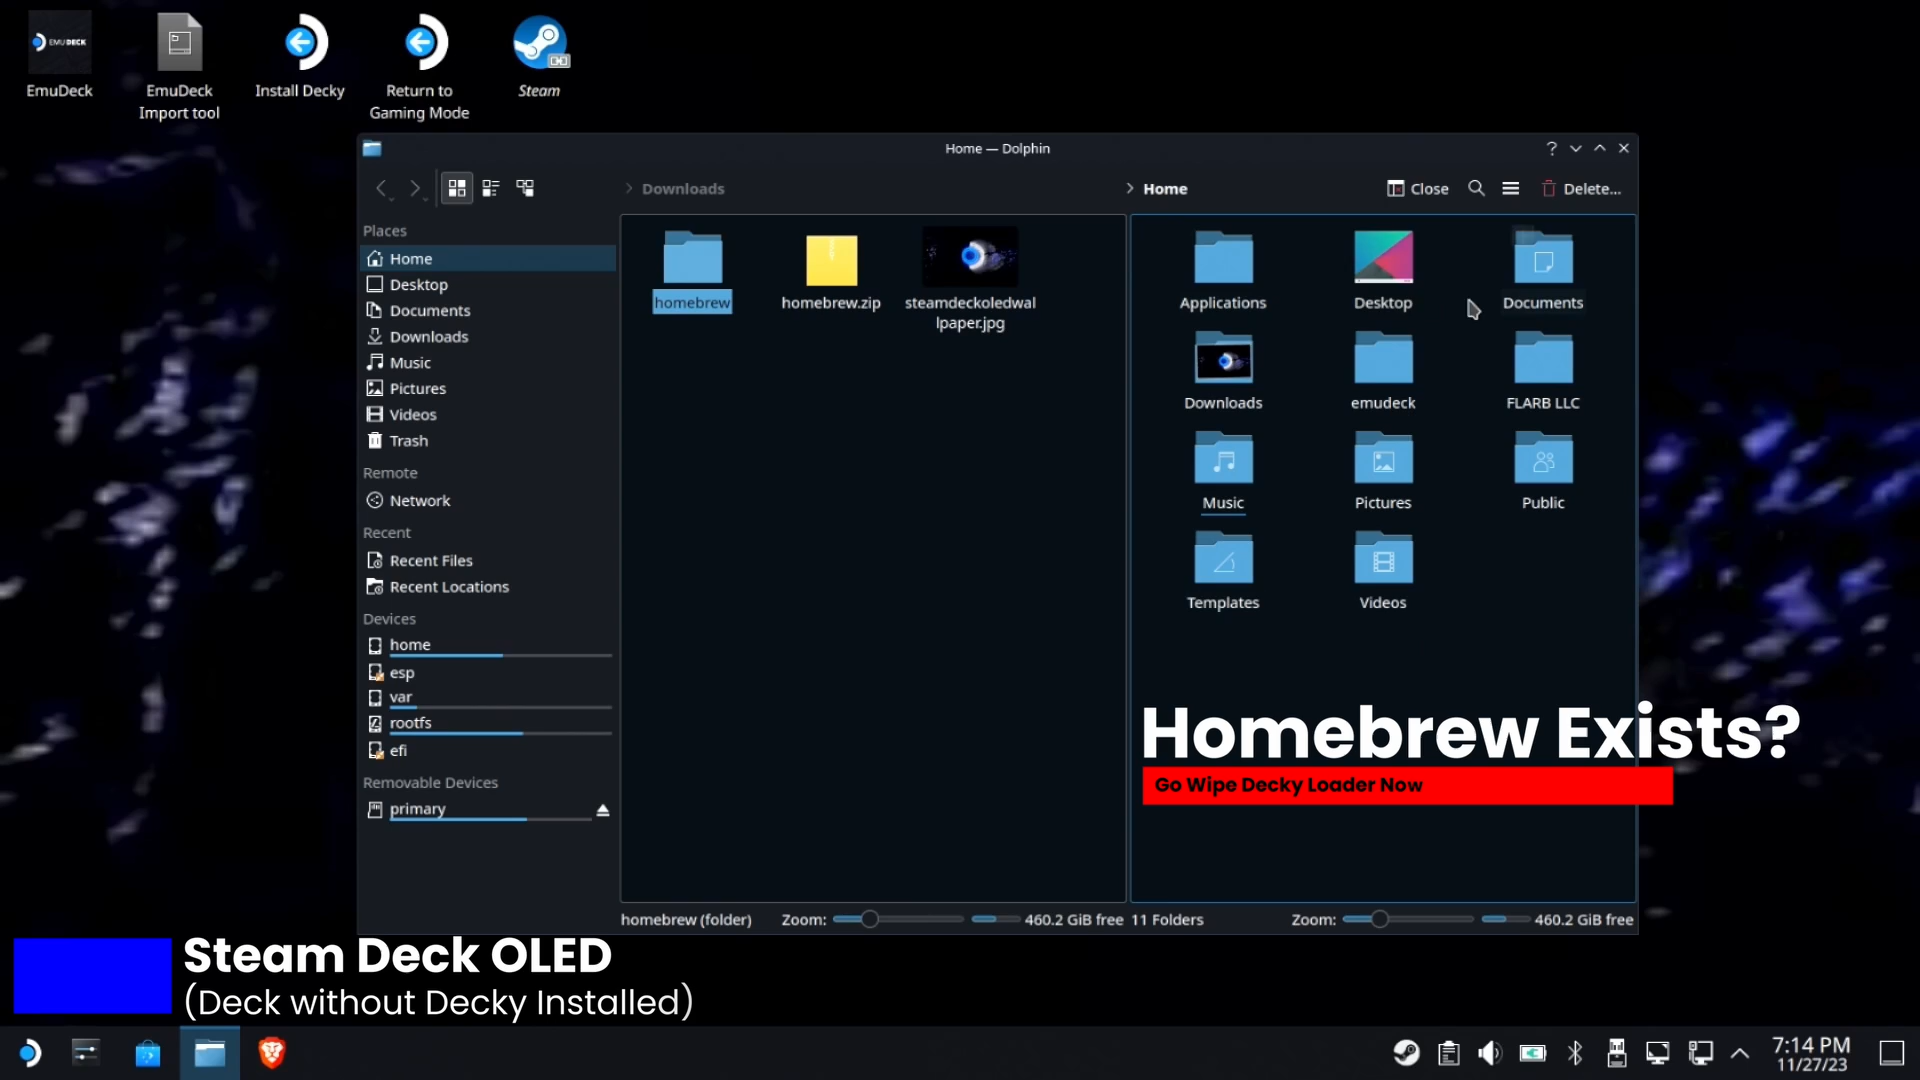 EMUDECK
EmuDeck
EmuDeck
Import tool
Install Decky
Return to
Gaming Mode
Steam
Home — Dolphin
Downloads
Home
Close
Delete...
Places
Home
Desktop
Documents
Downloads
Music
Pictures
Videos
Trash
Remote
Network
Recent
Recent Files
Recent Locations
Devices
home
esp
var
rootfs
efi
Removable Devices
primary
homebrew
homebrew.zip
steamdeckoledwal
lpaper.jpg
Applications
Desktop
Documents
Downloads
emudeck
FLARB LLC
Music
Pictures
Public
Templates
Videos
Homebrew Exists?
Go Wipe Decky Loader Now
homebrew (folder)
Zoom:
460.2 GiB free
11 Folders
Zoom:
460.2 GiB free
Steam Deck OLED
(Deck without Decky Installed)
7:14 PM
11/27/23